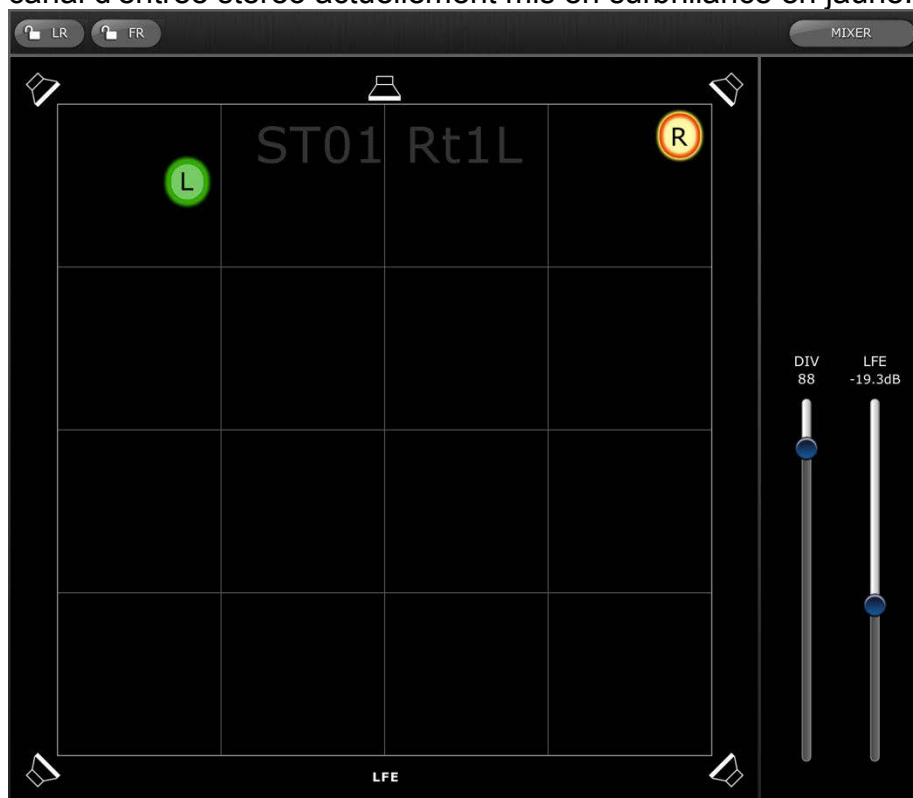 canal d'entrée stéréo actuellement mis en surbrillance en jaune.
LR FR MIXER
ST01 Rt1L
R
L
DIV LFE
88 -19.3dB
LFE